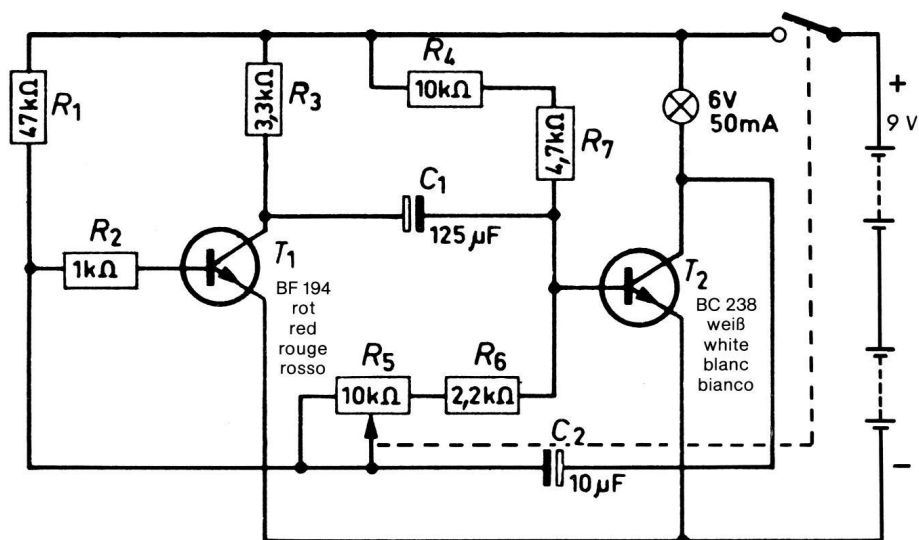 R4
10kΩ
R1
47kΩ
3,3kΩ
R3
6V
50mA
+
9 V
R7
4,7kΩ
C1
125 µF
R2
1kΩ
T1
BF 194
rot
red
rouge
rosso
T2
BC 238
weiß
white
blanc
bianco
R5
10kΩ
R6
2,2kΩ
C2
10 µF
−